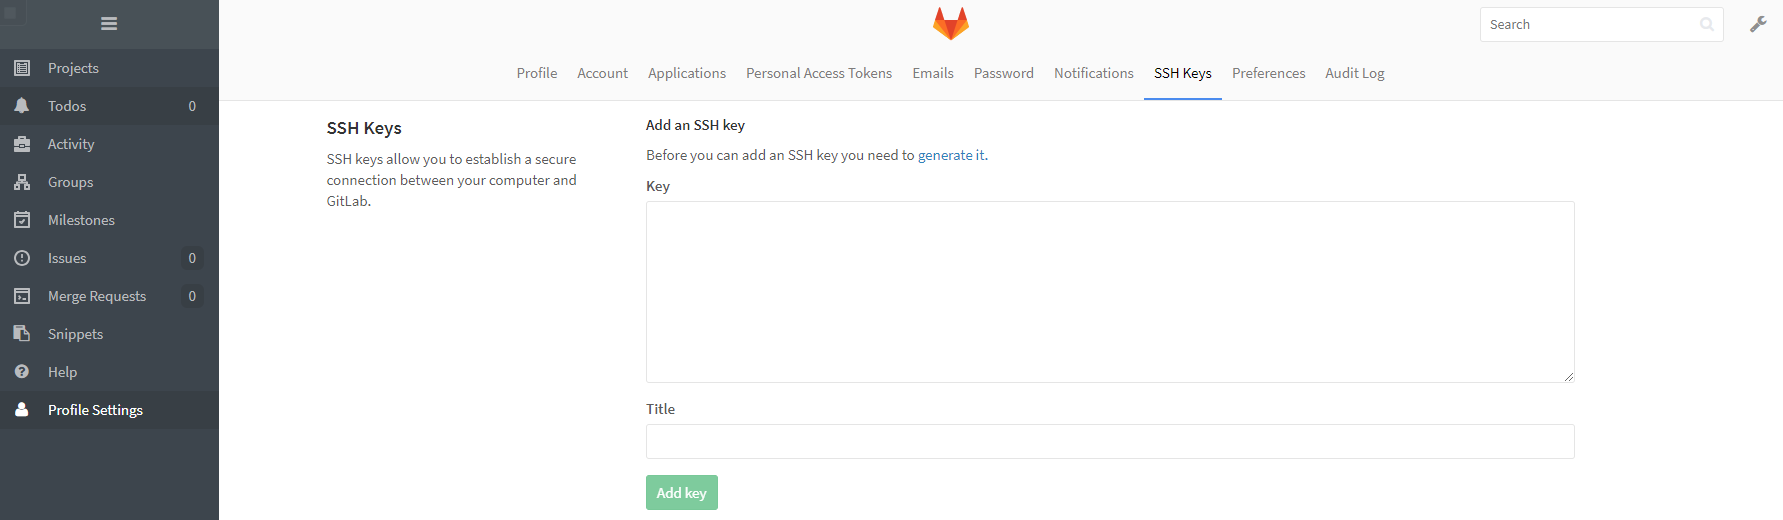 Search
Profile Account Applications Personal Access Tokens Emails Password Notifications SSH Keys Preferences Audit Log
Projects
Todos 0
Activity
Groups
Milestones
Issues 0
Merge Requests 0
Snippets
Help
Profile Settings
SSH Keys
SSH keys allow you to establish a secure
connection between your computer and
GitLab.
Add an SSH key
Before you can add an SSH key you need to generate it.
Key
Title
Add key